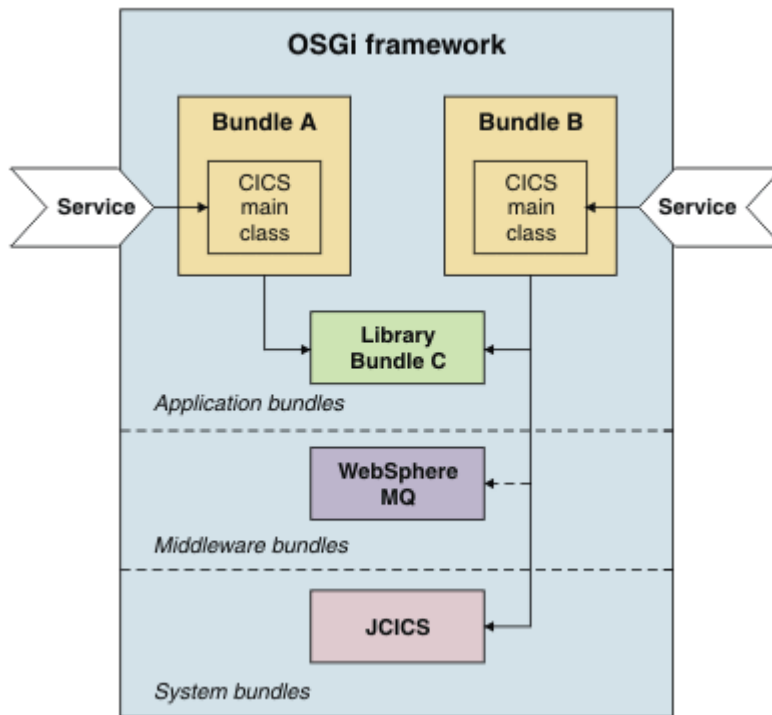 OSGi framework
Bundle A
Bundle B
CICS
main
class
CICS
main
class
Service
Service
Library
Bundle C
Application bundles
WebSphere
MQ
Middleware bundles
JCICS
System bundles